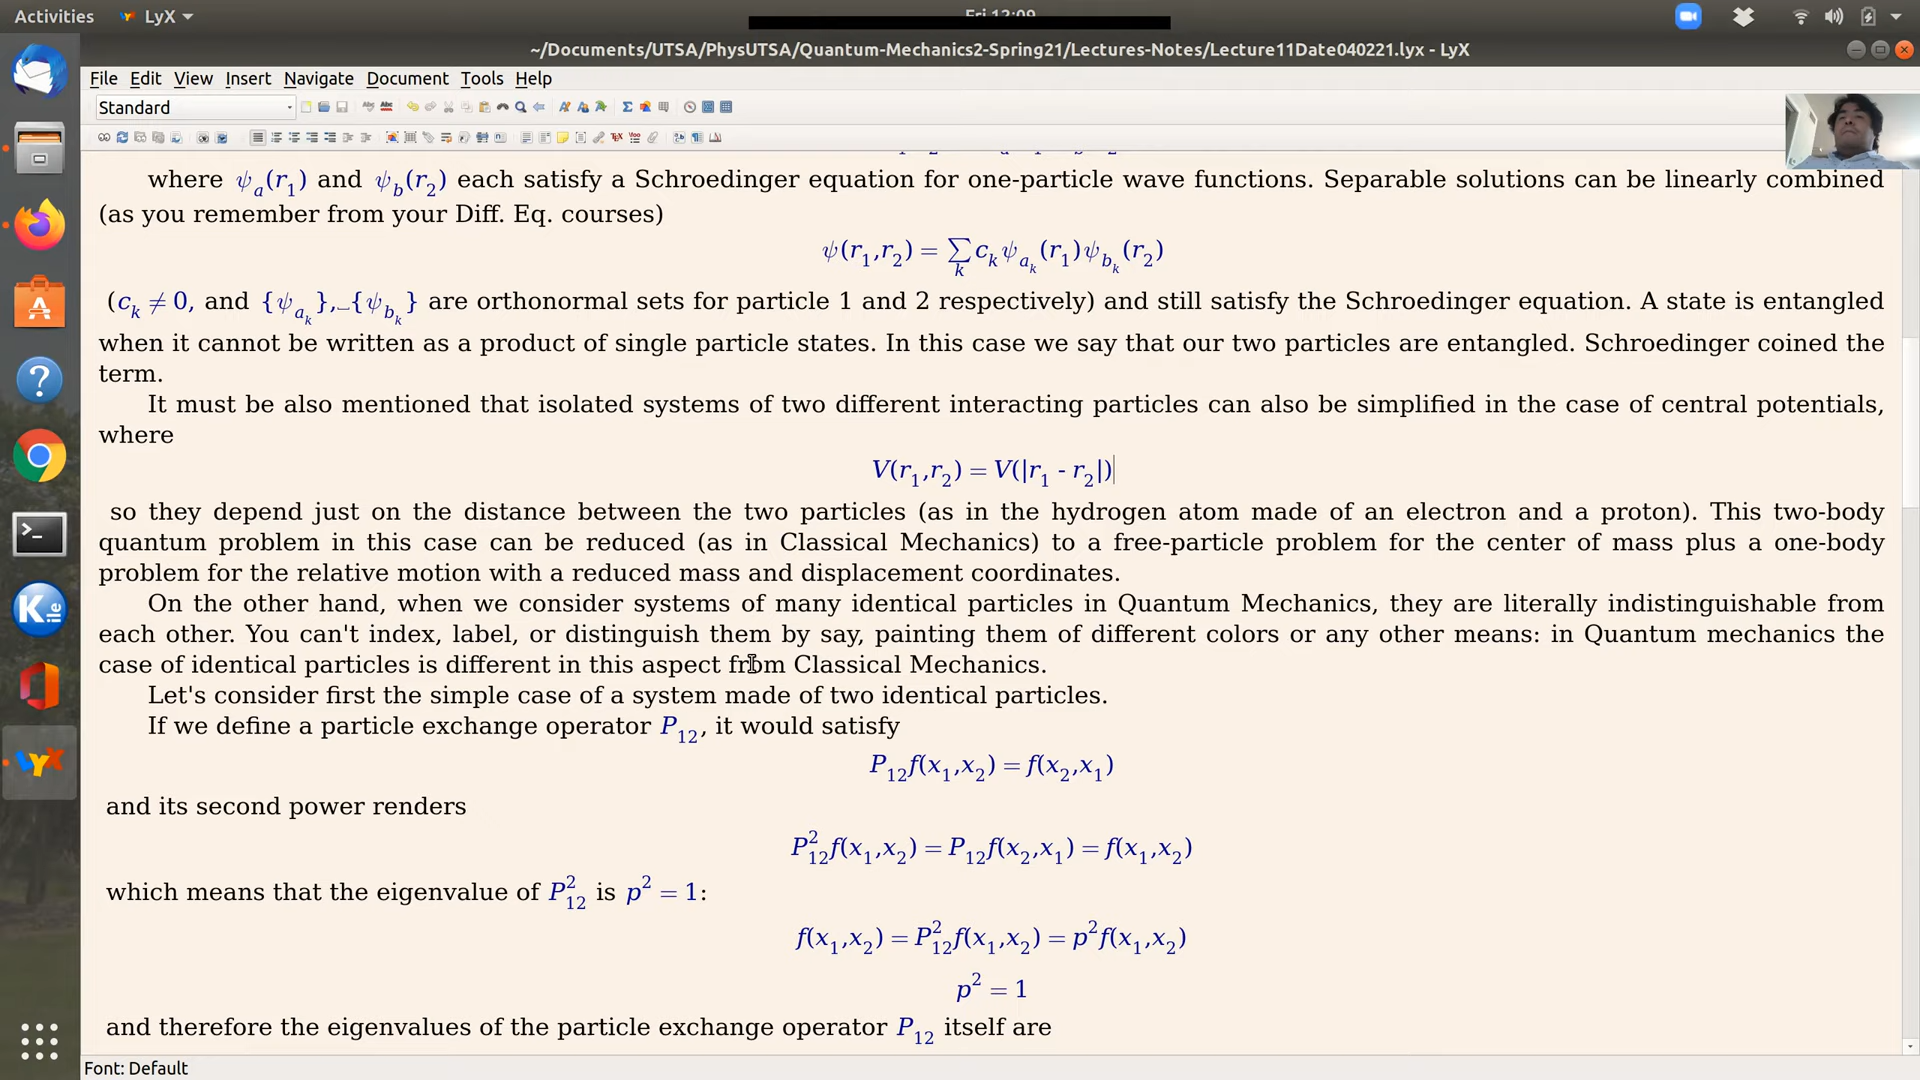 Activities LyX
~/Documents/UTSA/PhysUTSA/Quantum-Mechanics2-Spring21/Lectures-Notes/Lecture11Date040221.lyx - LyX
File Edit View Insert Navigate Document Tools Help
Standard
where ψ_a(r_1) and ψ_b(r_2) each satisfy a Schroedinger equation for one-particle wave functions. Separable solutions can be linearly combined
(as you remember from your Diff. Eq. courses)
ψ(r_1,r_2) = ∑_k c_k ψ_{a_k}(r_1)ψ_{b_k}(r_2)
(c_k ≠ 0, and {ψ_{a_k}},_{ψ_{b_k}} are orthonormal sets for particle 1 and 2 respectively) and still satisfy the Schroedinger equation. A state is entangled
when it cannot be written as a product of single particle states. In this case we say that our two particles are entangled. Schroedinger coined the
term.
It must be also mentioned that isolated systems of two different interacting particles can also be simplified in the case of central potentials,
where
V(r_1,r_2) = V(|r_1 - r_2|)
so they depend just on the distance between the two particles (as in the hydrogen atom made of an electron and a proton). This two-body
quantum problem in this case can be reduced (as in Classical Mechanics) to a free-particle problem for the center of mass plus a one-body
problem for the relative motion with a reduced mass and displacement coordinates.
On the other hand, when we consider systems of many identical particles in Quantum Mechanics, they are literally indistinguishable from
each other. You can't index, label, or distinguish them by say, painting them of different colors or any other means: in Quantum mechanics the
case of identical particles is different in this aspect from Classical Mechanics.
Let's consider first the simple case of a system made of two identical particles.
If we define a particle exchange operator P_12, it would satisfy
P_12 f(x_1,x_2) = f(x_2,x_1)
and its second power renders
P²_12 f(x_1,x_2) = P_12 f(x_2,x_1) = f(x_1,x_2)
which means that the eigenvalue of P²_12 is p² = 1:
f(x_1,x_2) = P²_12 f(x_1,x_2) = p² f(x_1,x_2)
p² = 1
and therefore the eigenvalues of the particle exchange operator P_12 itself are
Font: Default